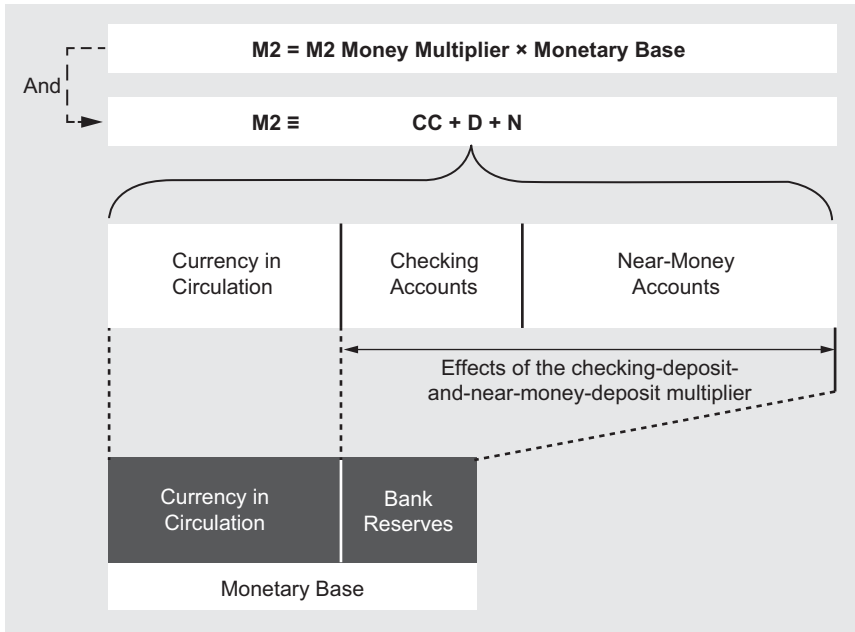 M2 = M2 Money Multiplier × Monetary Base
And
M2 ≡ CC + D + N
Currency in
Circulation
Checking
Accounts
Near-Money
Accounts
Effects of the checking-deposit-
and-near-money-deposit multiplier
Currency in
Circulation
Bank
Reserves
Monetary Base